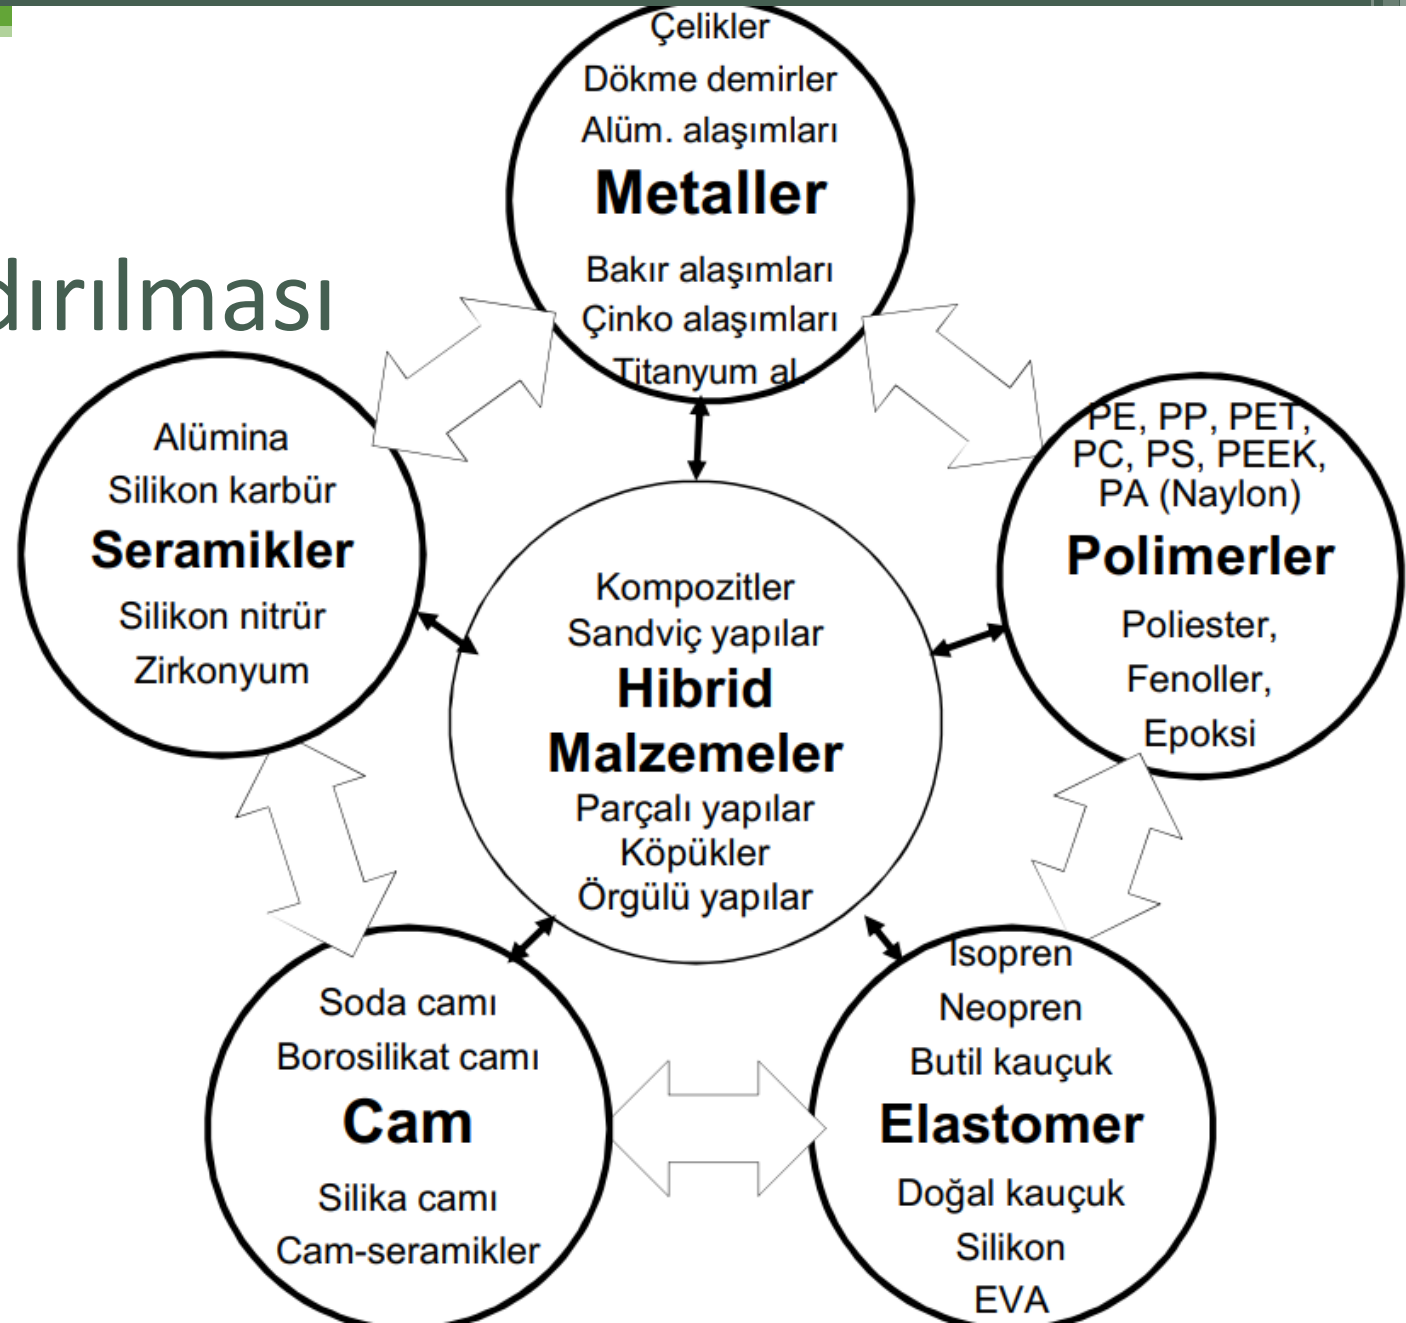 Çelikler
Dökme demirler
Alüm. alaşımları
Metaller
Bakır alaşımları
Çinko alaşımları
Titanyum al.
dırılması
Alümina
Silikon karbür
Seramikler
Silikon nitrür
Zirkonyum
PE, PP, PET,
PC, PS, PEEK,
PA (Naylon)
Polimerler
Poliester,
Fenoller,
Epoksi
Kompozitler
Sandviç yapılar
Hibrid
Malzemeler
Parçalı yapılar
Köpükler
Örgülü yapılar
Soda camı
Borosilikat camı
Cam
Silika camı
Cam-seramikler
Isopren
Neopren
Butil kauçuk
Elastomer
Doğal kauçuk
Silikon
EVA